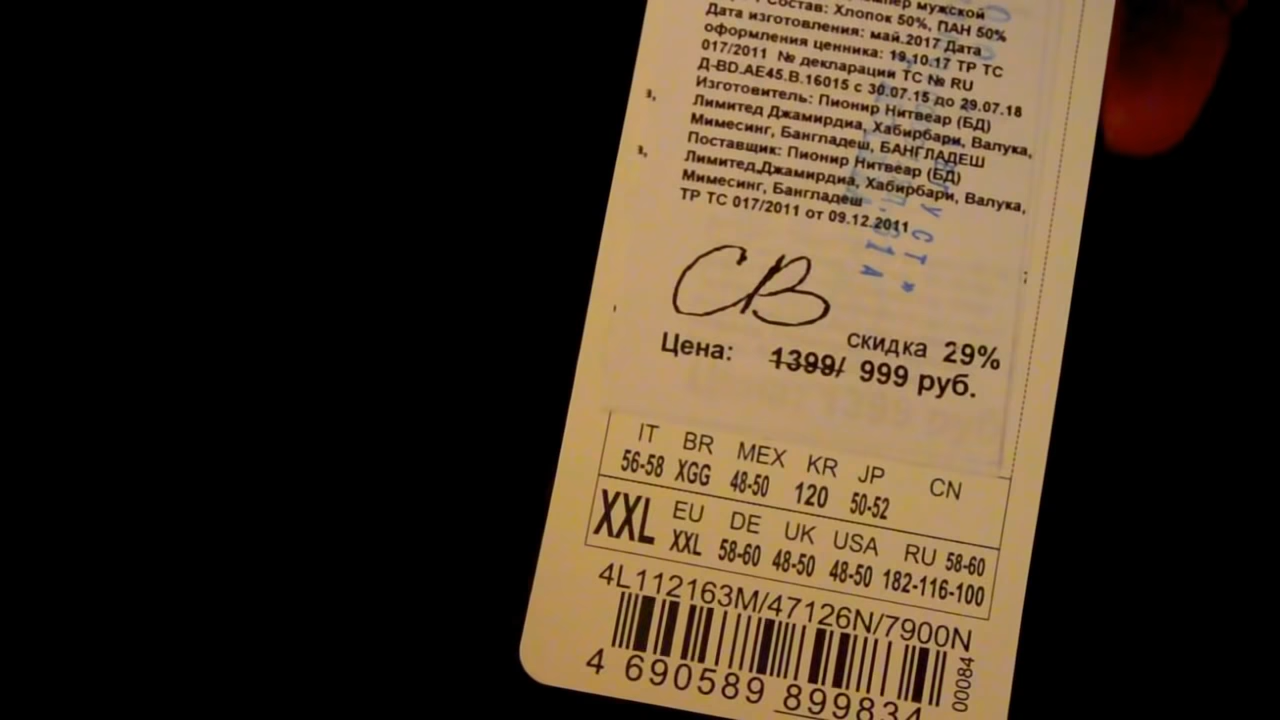 мужской
Состав: Хлопок 50%, ПАН 50%
Дата изготовления: май.2017 Дата
оформления ценника: 19.10.17 ТР ТС
017/2011 № декларации ТС № RU
Д-BD.АЕ45.В.16015 с 30.07.15 до 29.07.18
Изготовитель: Пионир Нитвеар (БД)
Лимитед Джамирдиа, Хабирбари, Валука,
Мимесинг, Бангладеш, БАНГЛАДЕШ
Поставщик: Пионир Нитвеар (БД)
Лимитед,Джамирдиа, Хабирбари, Валука,
Мимесинг, Бангладеш
ТР ТС 017/2011 от 09.12.2011
СВ
скидка 29%
Цена: 1399/ 999 руб.
IT BR MEX KR JP CN
56-58 XGG 48-50 120 50-52
XXL EU DE UK USA RU 58-60
XXL 58-60 48-50 48-50 182-116-100
4L112163M/47126N/7900N
00084
4 690589 899834